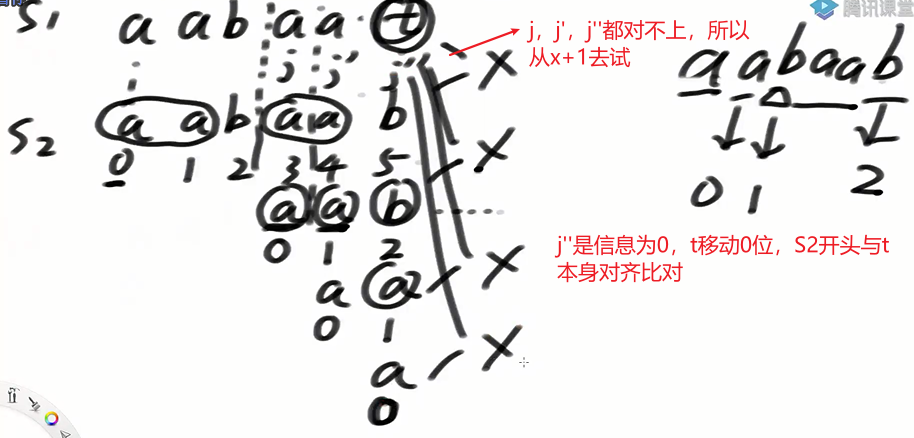 腾讯课堂
S1 a a b a a t
j，j'，j''都对不上，所以
从x+1去试
x
j j' j''
a a b a a b
S2 a a b a a b
x
0 1 2 3 4 5
a a b
0 1 2
0 1 2
j''是信息为0，t移动0位，S2开头与t
本身对齐比对
a a
x
0 1
a
x
0